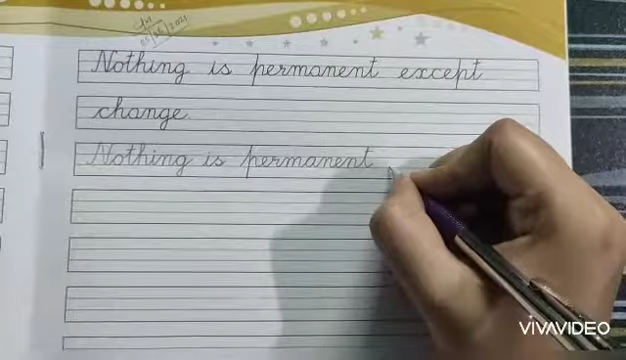 Nothing is permanent except
change
Nothing is permanent
VIVAVIDEO